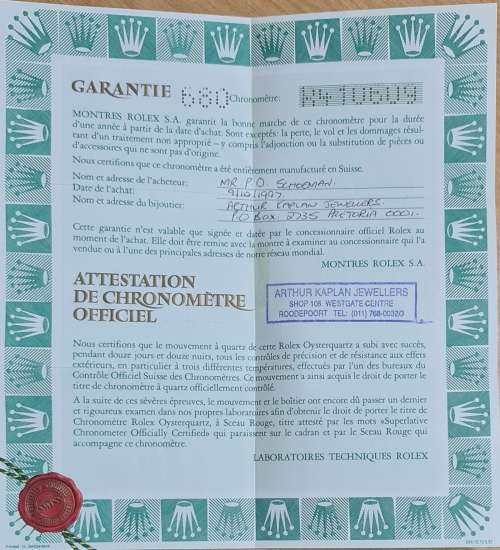 GARANTIE 680 Chronomètre: R410609
MONTRES ROLEX S.A. garantit la bonne marche de ce chronomètre pour la durée
d'une année à partir de la date d'achat. Sont exceptés: la perte, le vol et les dommages résul-
tant d'un traitement non approprié – y compris l'adjonction ou la substitution de pièces ou
d'accessoires qui ne sont pas d'origine.
Nous certifions que ce chronomètre a été entièrement manufacturé en Suisse.
Nom et adresse de l'acheteur: MR P.O. SCHOEMAN.
Date de l'achat: 9/10/1997.
Nom et adresse du bijoutier: ARTHUR KAPLAN JEWELLERS.
P.O BOX 2735 PRETORIA 0001.
Cette garantie n'est valable que signée et datée par le concessionaire officiel Rolex au
moment de l'achat. Elle doit être remise avec la montre à examiner au concessionnaire qui l'a
vendue ou à l'une des principales adresses de notre réseau mondial.
MONTRES ROLEX S.A.
ATTESTATION
DE CHRONOMÈTRE
OFFICIEL
ARTHUR KAPLAN JEWELLERS
SHOP 108 WESTGATE CENTRE
ROODEPOORT TEL: (011) 768-0032/3
Nous certifions que le mouvement à quartz de cette Rolex Oysterquartz a subi avec succès,
pendant douze jours et douze nuits, tous les contrôles de précision et de résistance aux effets
extérieurs, en particulier à trois différentes températures, effectués par l'un des bureaux du
Contrôle Officiel Suisse des Chronomètres. Ce mouvement a ainsi acquis le droit de porter le
titre de chronomètre à quartz officiellement contrôlé.
A la suite de ces sévères épreuves, le mouvement et le boîtier ont encore dû passer un dernier
et rigoureux examen dans nos propres laboratoires afin d'obtenir le droit de porter le titre de
Chronomètre Rolex Oysterquartz, à Sceau Rouge, titre attesté par les mots «Superlative
Chronometer Officially Certified» qui paraissent sur le cadran et par le Sceau Rouge qui
accompagne ce chronomètre.
LABORATOIRES TECHNIQUES ROLEX